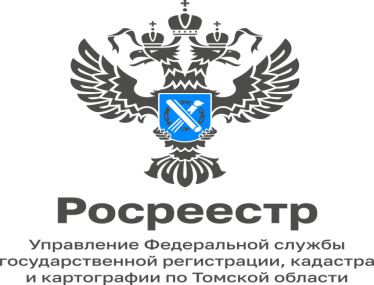 Росреестр
Управление Федеральной службы
государственной регистрации, кадастра
и картографии по Томской области